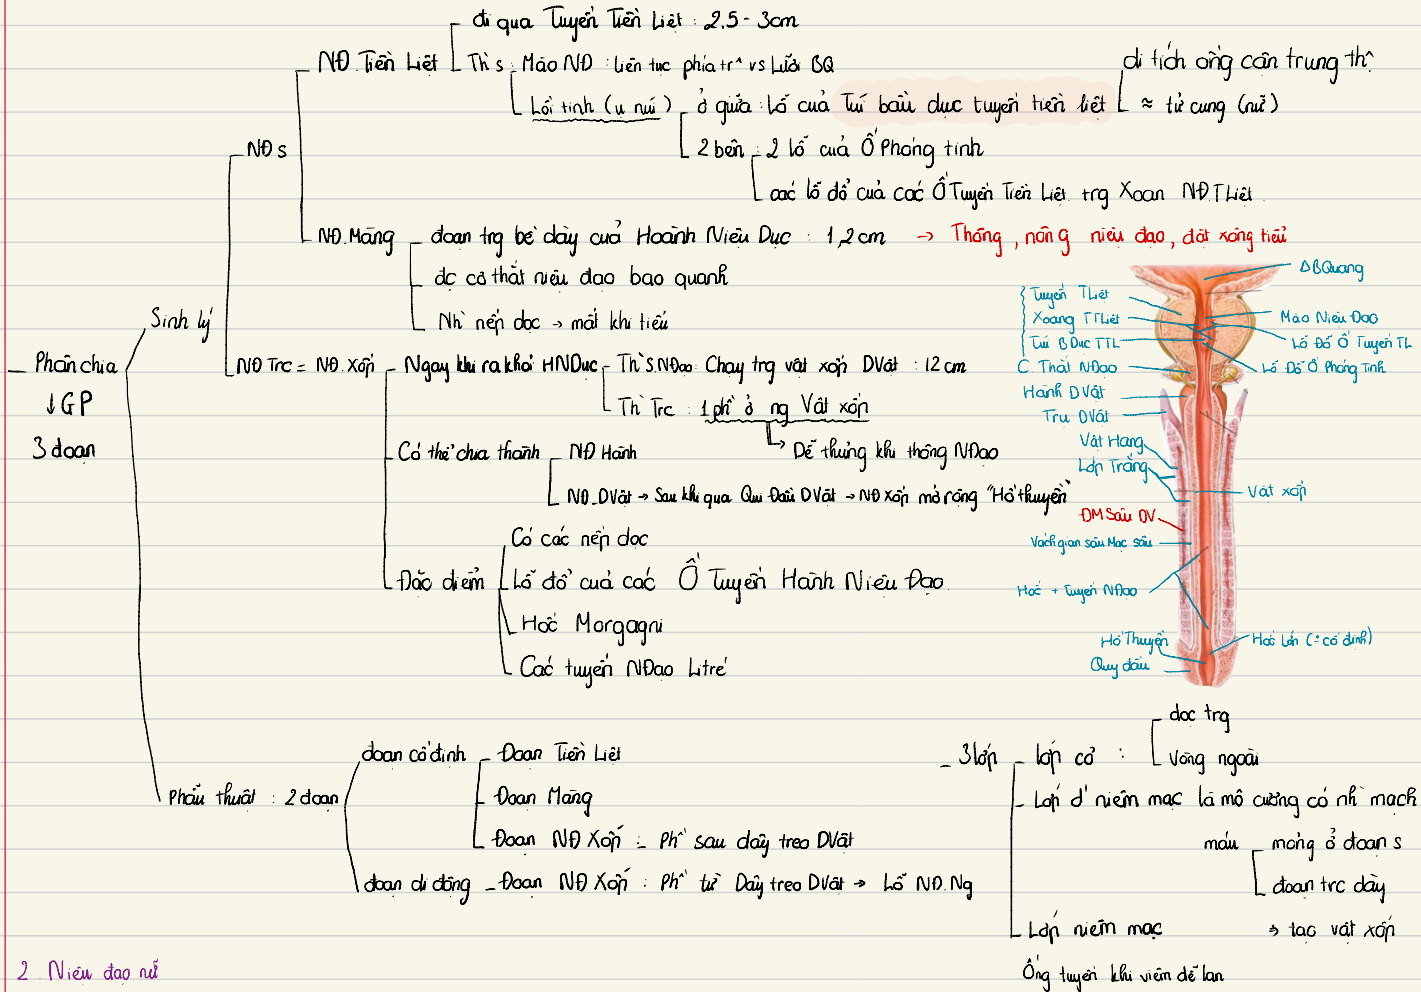 NĐ Tiền Liệt
đi qua Tuyến Tiền Liệt : 2,5 - 3cm
Th̀ s : Mào NĐ : liên tục phía tr^ vs Lưỡi BQ
Lồi tinh (ụ núi)
ở giữa : lỗ của Túi bầu dục tuyến tiền liệt
di tích ống cận trung thˆ
≈ tử cung (nữ)
2 bên : 2 lỗ của Ố Phóng tinh
các lỗ đổ của các Ố Tuyến Tiền Liệt trg Xoan NĐ.TLiệt
NĐ s
NĐ.Màng
đoạn trg bề dày của Hoành Niệu Dục : 1,2cm → Thông, nong niệu đạo, đặt xông tiểu
đc cơ thắt niệu đạo bao quanh
Nh` nếp dọc → mất khi tiểu
Sinh lý
NĐ Trc = NĐ.Xốp
Ngay khi ra khỏi HNDục
Th` S.NĐạo : Chạy trg vật xốp DVật : 12cm
Th` Trc : 1 ph` ở ng Vật xốp
Dễ thủng khi thông NĐạo
Phân chia
↓GP
3 đoạn
Có thể chia thành
NĐ Hành
NĐ.DVật → Sau khi qua Qui Đầu DVật → NĐ Xốp mở rộng "Hố thuyền"
Đặc điểm
Có các nếp dọc
Lỗ đổ của các Ố Tuyến Hành Niệu Đạo
Hốc Morgagni
Các tuyến NĐạo Litré
BQuang
Tuyến TLiệt
Xoang TTLiệt
Túi BDục TTL
C. Thắt NĐạo
Hành DVật
Trụ DVật
Vật Hang
Lớp Trắng
ĐM Sâu DV
Vách gian sâu Mạc sâu
Hốc + Tuyến NĐạo
Hố Thuyền
Quy đầu
Mào Niệu Đạo
Lỗ Đổ Ố Tuyến TL
Lỗ Đổ Ố Phóng Tinh
Vật xốp
Hốc lớn (÷ cố định)
Phẫu thuật : 2 đoạn
đoạn cố định
Đoạn Tiền Liệt
Đoạn Màng
Đoạn NĐ Xốp : Ph` sau dây treo DVật
đoạn di động - Đoạn NĐ Xốp : Ph` từ Dây treo DVật → Lỗ NĐ.Ng
3 lớp
lớp cơ :
dọc trg
Vòng ngoài
Lớp d' niêm mạc là mô cương có nh` mạch
máu
mỏng ở đoạn s
đoạn trc dày
⇒ tạo vật xốp
Lớp niêm mạc
Ống tuyến khi viêm dễ lan
2. Niệu đạo nữ